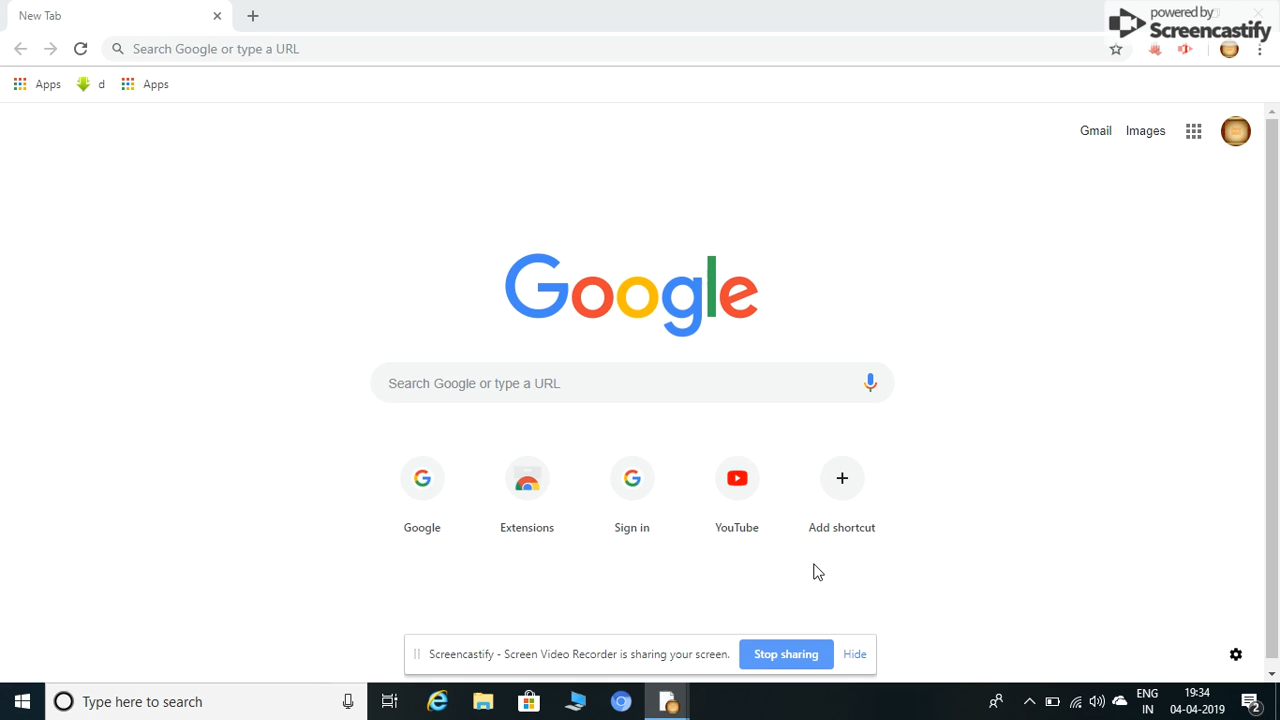 New Tab
powered by
Screencastify
Search Google or type a URL
Apps
d
Apps
Gmail
Images
Google
Search Google or type a URL
Google
Extensions
Sign in
YouTube
Add shortcut
Screencastify - Screen Video Recorder is sharing your screen.
Stop sharing
Hide
Type here to search
ENG
IN
19:34
04-04-2019
2